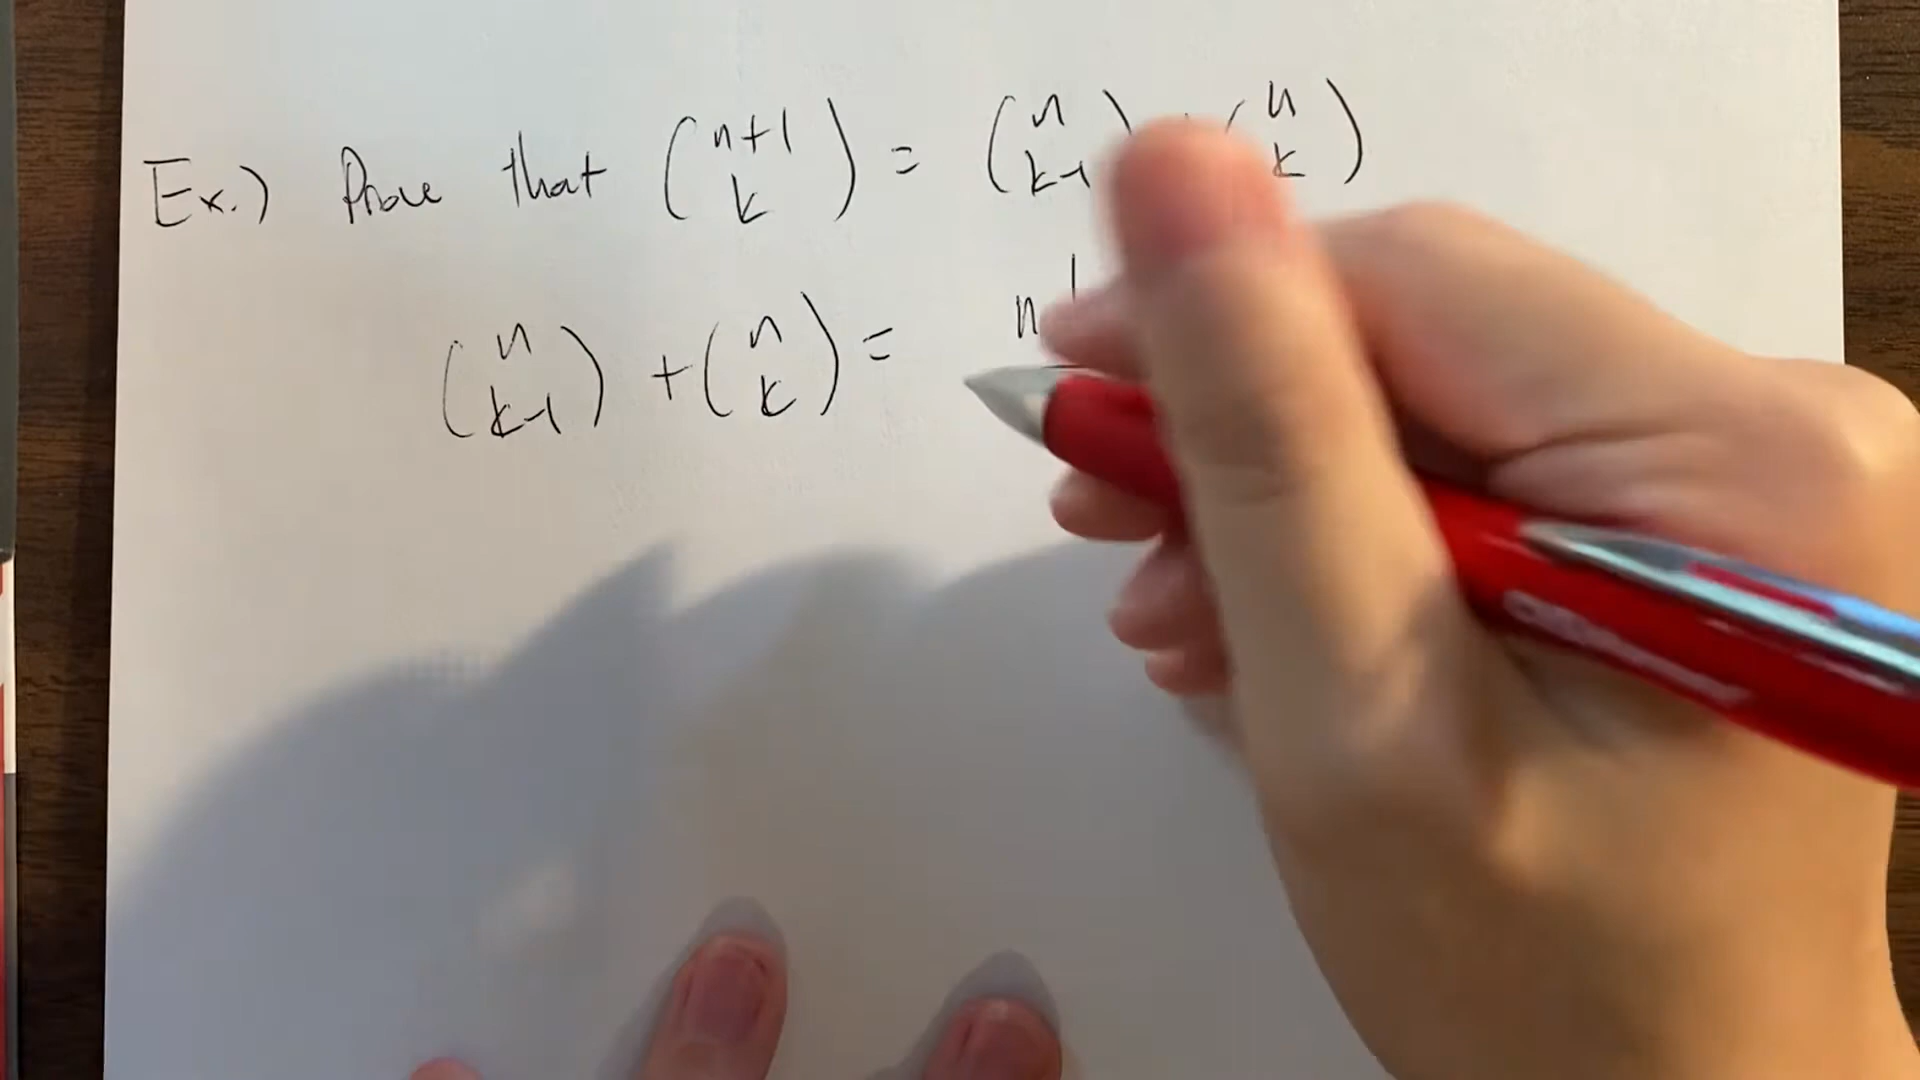 Ex.) Prove that (n+1 k) = (n k-1) + (n k)
(n k-1) + (n k) = n!